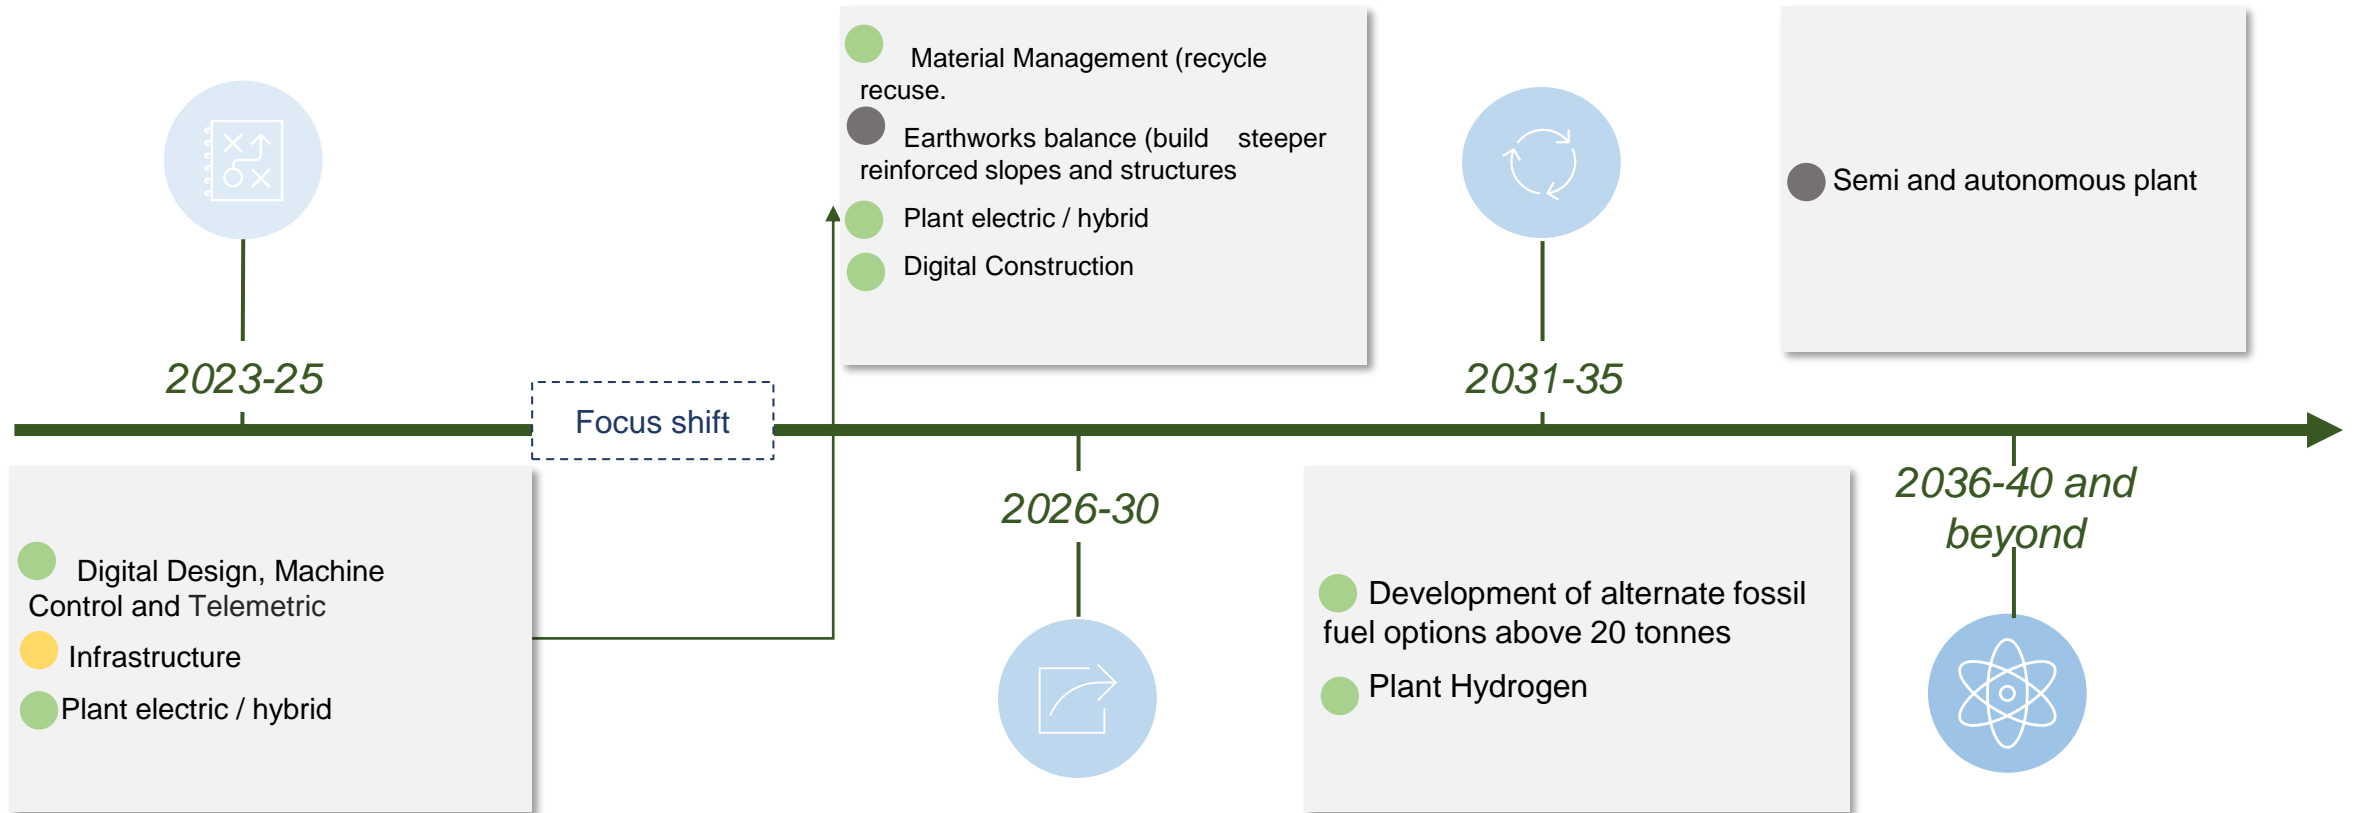 Material Management (recycle
recuse.
Earthworks balance (build steeper
reinforced slopes and structures
Plant electric / hybrid
Digital Construction
Semi and autonomous plant
2023-25
Focus shift
2031-35
2026-30
2036-40 and
beyond
Digital Design, Machine
Control and Telemetric
Infrastructure
Plant electric / hybrid
Development of alternate fossil
fuel options above 20 tonnes
Plant Hydrogen